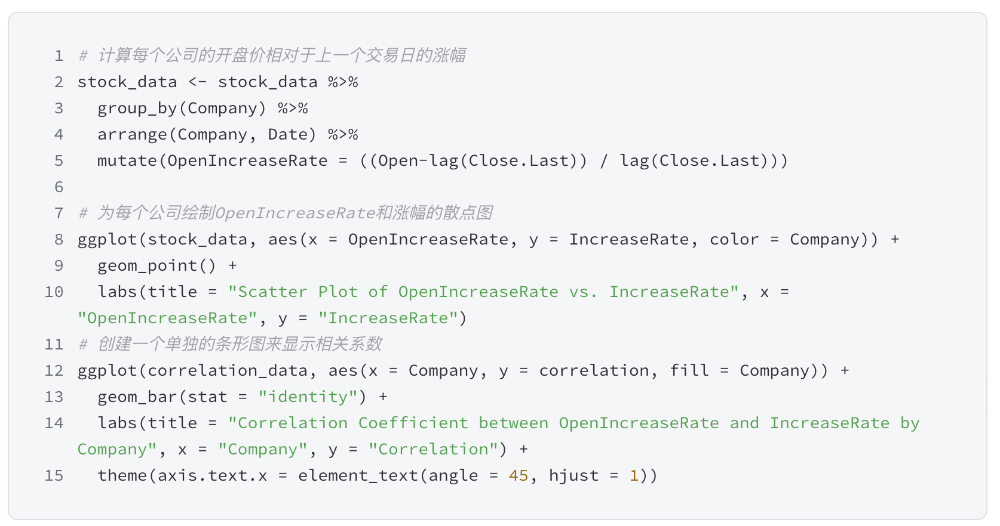 1 # 计算每个公司的开盘价相对于上一个交易日的涨幅
2 stock_data <- stock_data %>%
3   group_by(Company) %>%
4   arrange(Company, Date) %>%
5   mutate(OpenIncreaseRate = ((Open-lag(Close.Last)) / lag(Close.Last)))
6
7 # 为每个公司绘制OpenIncreaseRate和涨幅的散点图
8 ggplot(stock_data, aes(x = OpenIncreaseRate, y = IncreaseRate, color = Company)) +
9   geom_point() +
10   labs(title = "Scatter Plot of OpenIncreaseRate vs. IncreaseRate", x =
"OpenIncreaseRate", y = "IncreaseRate")
11 # 创建一个单独的条形图来显示相关系数
12 ggplot(correlation_data, aes(x = Company, y = correlation, fill = Company)) +
13   geom_bar(stat = "identity") +
14   labs(title = "Correlation Coefficient between OpenIncreaseRate and IncreaseRate by
Company", x = "Company", y = "Correlation") +
15   theme(axis.text.x = element_text(angle = 45, hjust = 1))